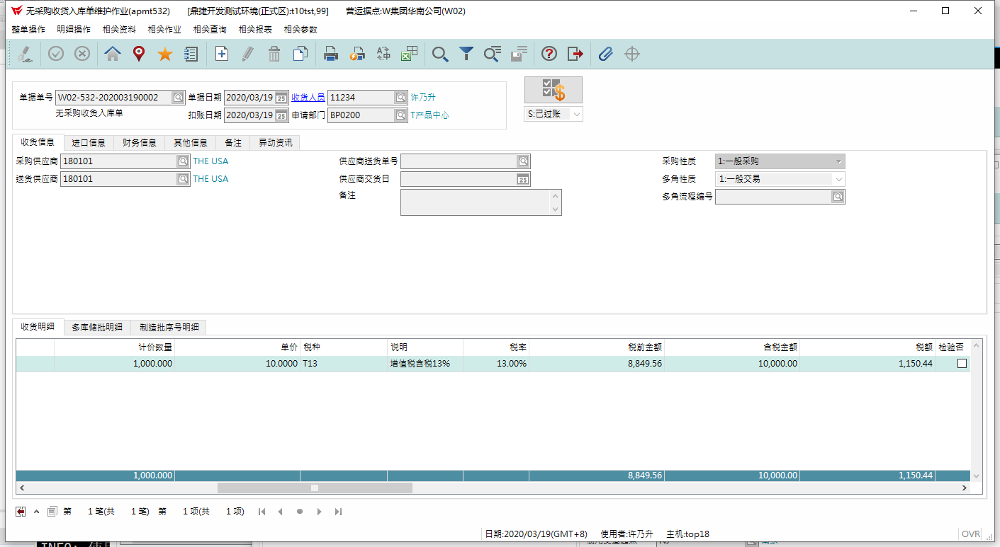 无采购收货入库单维护作业(apmt532) [鼎捷开发测试环境(正式区):t10tst,99] 营运据点:W集团华南公司(W02)
整单操作 明细操作 相关资料 相关作业 相关查询 相关报表 相关参数
单据单号 W02-532-202003190002 单据日期 2020/03/19 25 收货人员 11234 许乃升
无采购收货入库单 扣账日期 2020/03/19 25 申请部门 BP0200 T产品中心
S:已过账
收货信息 进口信息 财务信息 其他信息 备注 异动资讯
采购供应商 180101 THE USA 供应商送货单号 采购性质 1:一般采购
送货供应商 180101 THE USA 供应商交货日 25 多角性质 1:一般交易
备注 多角流程编号
收货明细 多库储批明细 制造批序号明细
计价数量 单价 税种 说明 税率 税前金额 含税金额 税额 检验否
1,000.000 10.0000 T13 增值税含税13% 13.00% 8,849.56 10,000.00 1,150.44
1,000.000 8,849.56 10,000.00 1,150.44
第 1 笔(共 1 笔) 第 1 项(共 1 项)
日期:2020/03/19(GMT+8) 使用者:许乃升 主机:top18 OVR